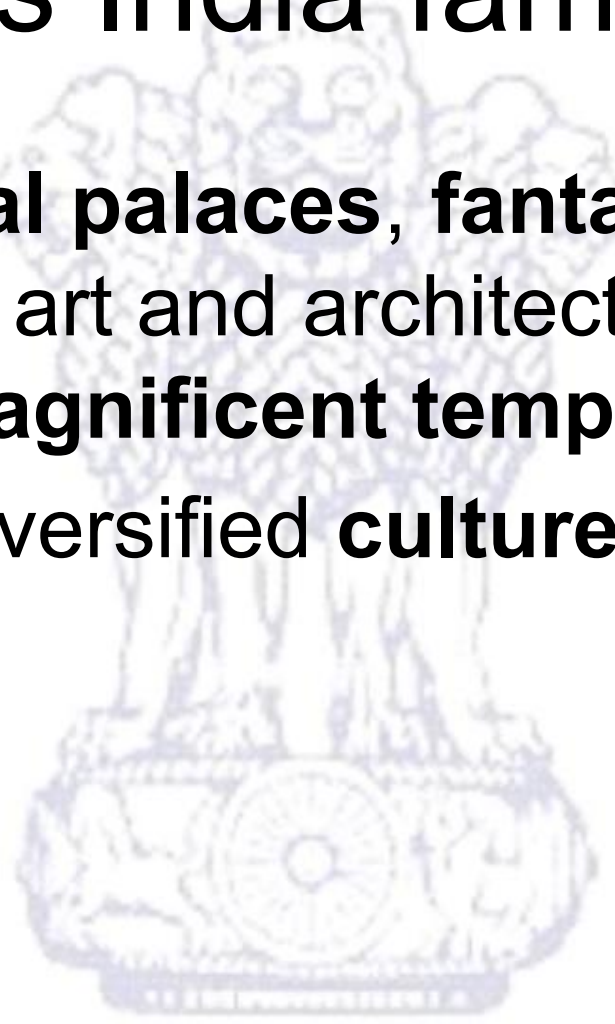 s India fam
al palaces, fanta
art and architect
agnificent temp
versified culture